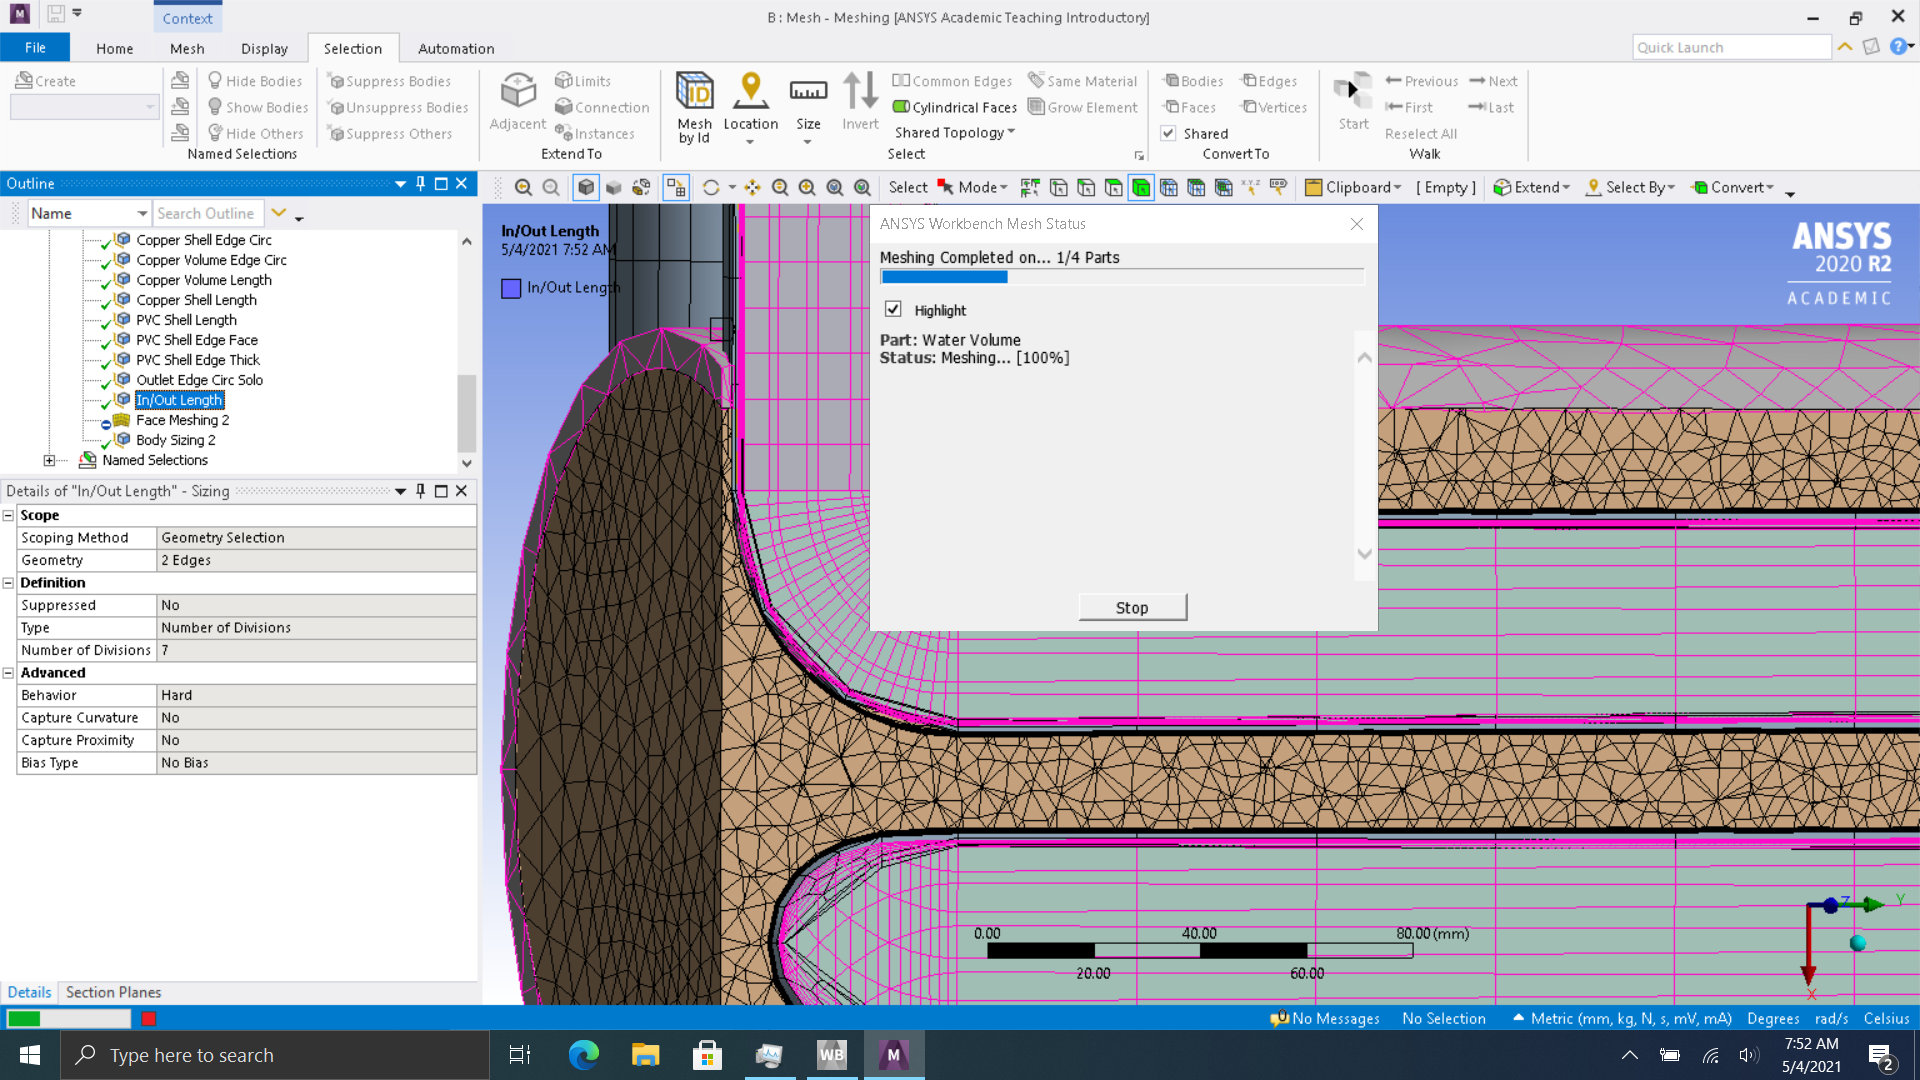 Context
B : Mesh - Meshing [ANSYS Academic Teaching Introductory]
File Home Mesh Display Selection Automation
Quick Launch
Create
Hide Bodies
Show Bodies
Hide Others
Named Selections
Suppress Bodies
Unsuppress Bodies
Suppress Others
Adjacent
Limits
Connection
Instances
Extend To
Mesh by Id
Location
Size
Invert
Common Edges
Cylindrical Faces
Shared Topology
Same Material
Grow Element
Select
Bodies
Edges
Faces
Vertices
Shared
Convert To
Start
Previous
Next
First
Last
Reselect All
Walk
Outline
Select Mode Clipboard [ Empty ] Extend Select By Convert
Name
Search Outline
Copper Shell Edge Circ
Copper Volume Edge Circ
Copper Volume Length
Copper Shell Length
PVC Shell Length
PVC Shell Edge Face
PVC Shell Edge Thick
Outlet Edge Circ Solo
In/Out Length
Face Meshing 2
Body Sizing 2
Named Selections
Details of "In/Out Length" - Sizing
Scope
Scoping Method Geometry Selection
Geometry 2 Edges
Definition
Suppressed No
Type Number of Divisions
Number of Divisions 7
Advanced
Behavior Hard
Capture Curvature No
Capture Proximity No
Bias Type No Bias
Details Section Planes
In/Out Length
5/4/2021 7:52 AM
In/Out Length
ANSYS Workbench Mesh Status
Meshing Completed on... 1/4 Parts
Highlight
Part: Water Volume
Status: Meshing... [100%]
Stop
ANSYS
2020 R2
ACADEMIC
0.00 40.00 80.00 (mm)
20.00 60.00
Z Y
X
0 No Messages No Selection Metric (mm, kg, N, s, mV, mA) Degrees rad/s Celsius
Type here to search
WB
M
7:52 AM
5/4/2021
2